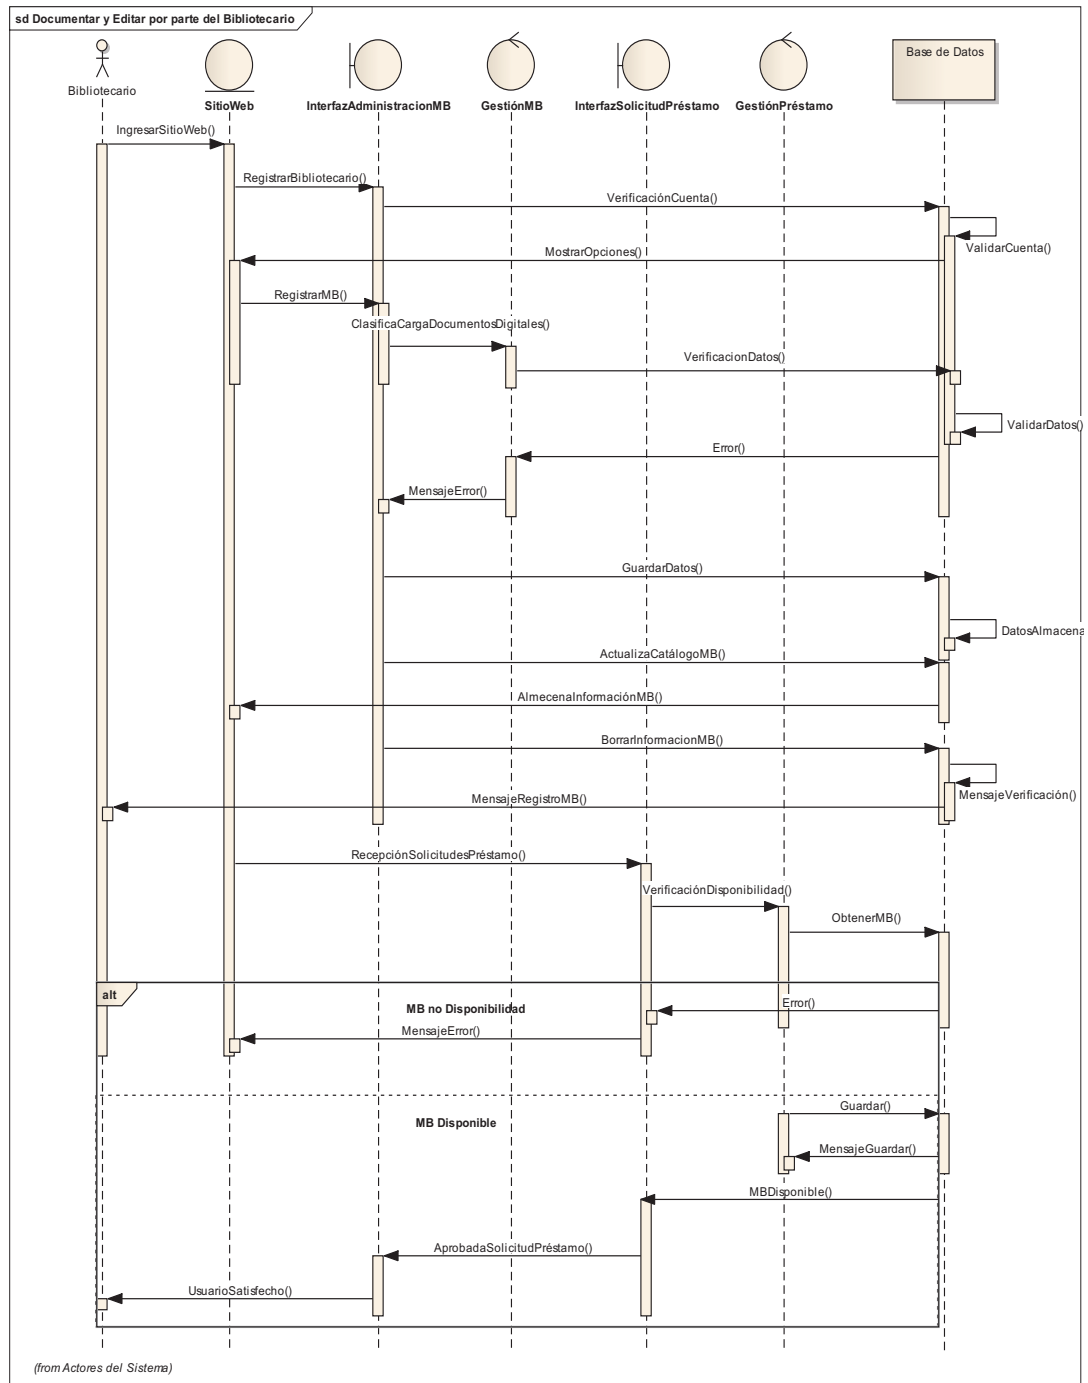 sd Documentar y Editar por parte del Bibliotecario
Base de Datos
Bibliotecario
SitioWeb
InterfazAdministracionMB
GestiónMB
InterfazSolicitudPréstamo
GestiónPréstamo
IngresarSitioWeb()
RegistrarBibliotecario()
VerificaciónCuenta()
ValidarCuenta()
MostrarOpciones()
RegistrarMB()
ClasificaCargaDocumentosDigitales()
VerificacionDatos()
ValidarDatos()
Error()
MensajeError()
GuardarDatos()
DatosAlmacena
ActualizaCatálogoMB()
AlmecenaInformaciónMB()
BorrarInformacionMB()
MensajeVerificación()
MensajeRegistroMB()
RecepciónSolicitudesPréstamo()
VerificaciónDisponibilidad()
ObtenerMB()
alt
MB no Disponibilidad
Error()
MensajeError()
Guardar()
MB Disponible
MensajeGuardar()
MBDisponible()
AprobadaSolicitudPréstamo()
UsuarioSatisfecho()
(from Actores del Sistema)